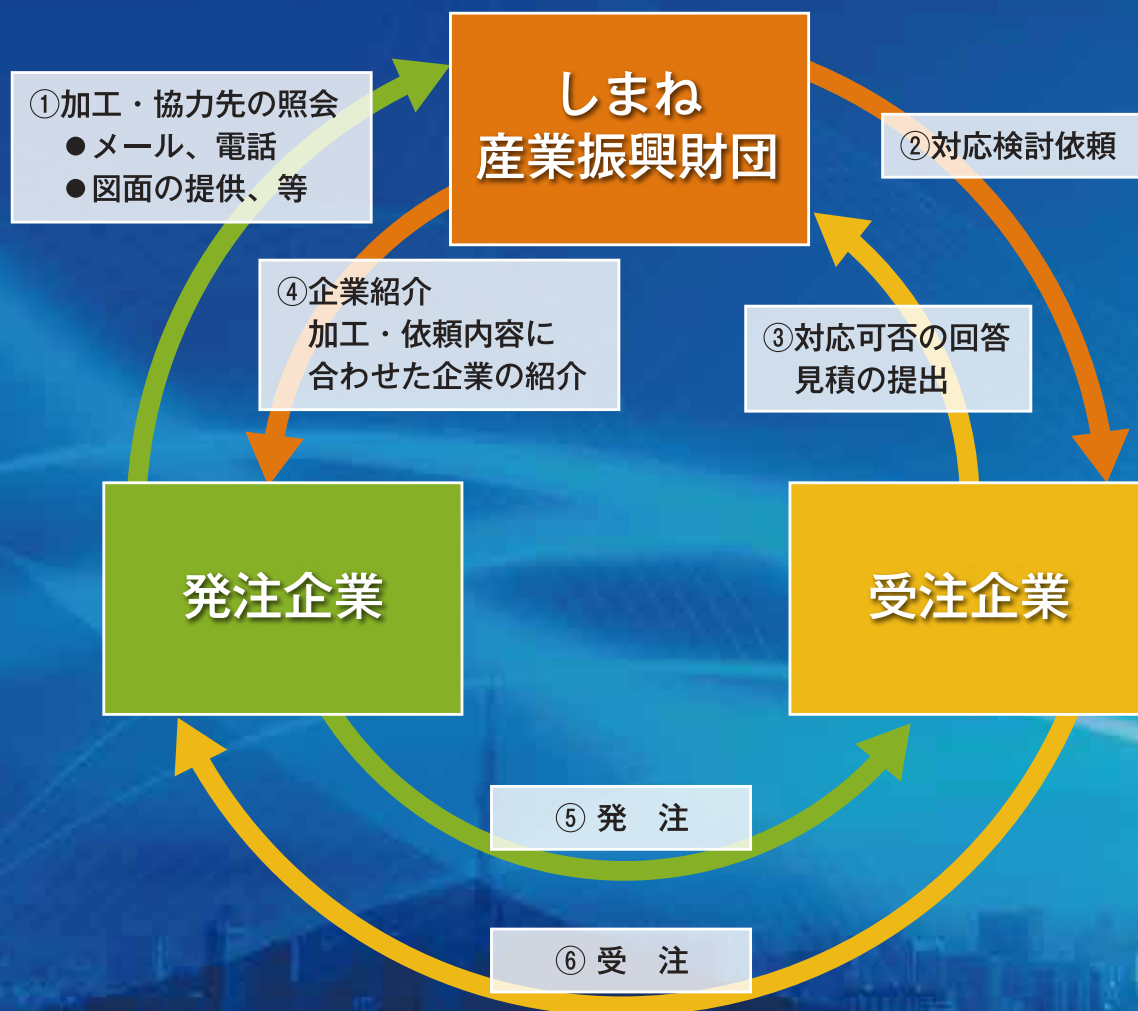 しまね
産業振興財団
①加工・協力先の照会
●メール、電話
●図面の提供、等
②対応検討依頼
③対応可否の回答
見積の提出
④企業紹介
加工・依頼内容に
合わせた企業の紹介
発注企業
受注企業
⑤ 発　注
⑥ 受　注